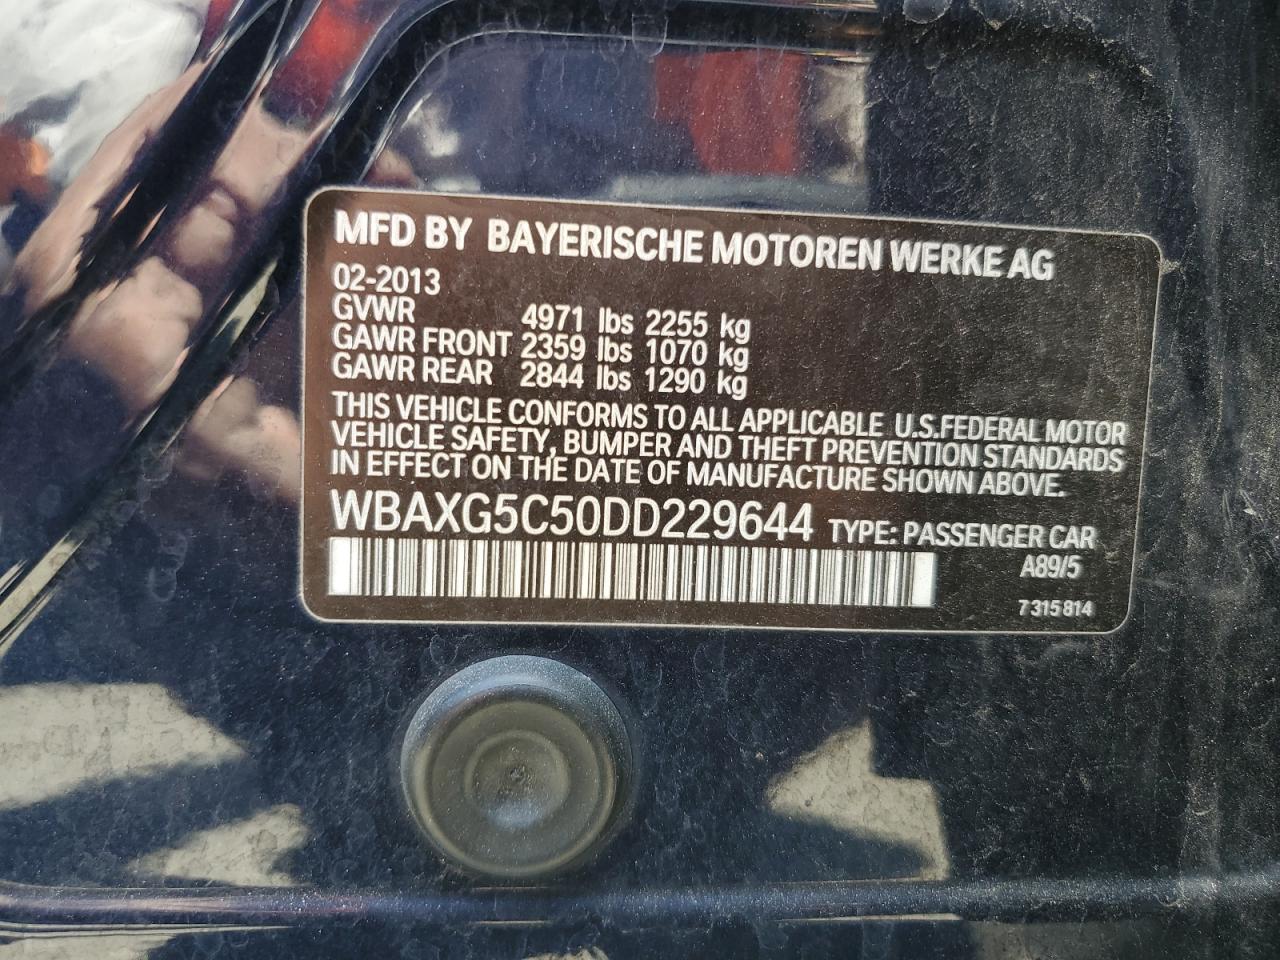 MFD BY BAYERISCHE MOTOREN WERKE AG
02-2013
GVWR 4971 lbs 2255 kg
GAWR FRONT 2359 lbs 1070 kg
GAWR REAR 2844 lbs 1290 kg
THIS VEHICLE CONFORMS TO ALL APPLICABLE U.S.FEDERAL MOTOR
VEHICLE SAFETY, BUMPER AND THEFT PREVENTION STANDARDS
IN EFFECT ON THE DATE OF MANUFACTURE SHOWN ABOVE.
WBAXG5C50DD229644 TYPE: PASSENGER CAR
A89/5
7 315 814